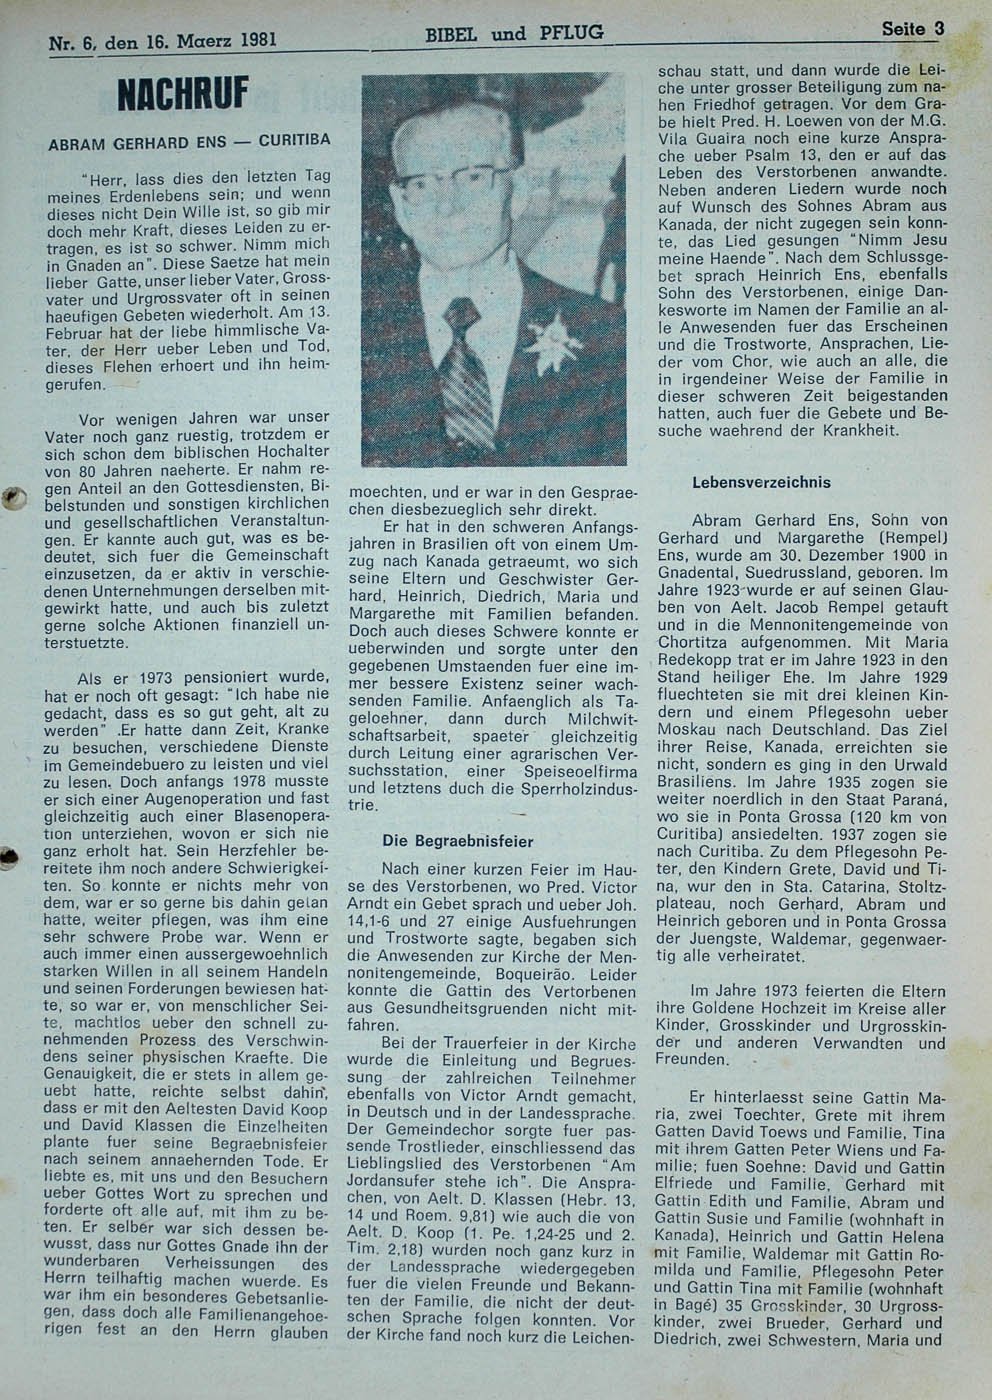 Nr. 6, den 16. Maerz 1981
BIBEL und PFLUG
Seite 3
NACHRUF
ABRAM GERHARD ENS — CURITIBA
"Herr, lass dies den letzten Tag
meines Erdenlebens sein; und wenn
dieses nicht Dein Wille ist, so gib mir
doch mehr Kraft, dieses Leiden zu er-
tragen, es ist so schwer. Nimm mich
in Gnaden an". Diese Saetze hat mein
lieber Gatte, unser lieber Vater, Gross-
vater und Urgrossvater oft in seinen
haeufigen Gebeten wiederholt. Am 13.
Februar hat der liebe himmlische Va-
ter, der Herr ueber Leben und Tod,
dieses Flehen erhoert und ihn heim-
gerufen.
Vor wenigen Jahren war unser
Vater noch ganz ruestig, trotzdem er
sich schon dem biblischen Hochalter
von 80 Jahren naeherte. Er nahm re-
gen Anteil an den Gottesdiensten, Bi-
belstunden und sonstigen kirchlichen
und gesellschaftlichen Veranstaltun-
gen. Er kannte auch gut, was es be-
deutet, sich fuer die Gemeinschaft
einzusetzen, da er aktiv in verschie-
denen Unternehmungen derselben mit-
gewirkt hatte, und auch bis zuletzt
gerne solche Aktionen finanziell un-
terstuetzte.
Als er 1973 pensioniert wurde,
hat er noch oft gesagt: "Ich habe nie
gedacht, dass es so gut geht, alt zu
werden" .Er hatte dann Zeit, Kranke
zu besuchen, verschiedene Dienste
im Gemeindebuero zu leisten und viel
zu lesen. Doch anfangs 1978 musste
er sich einer Augenoperation und fast
gleichzeitig auch einer Blasenopera-
tion unterziehen, wovon er sich nie
ganz erholt hat. Sein Herzfehler be-
reitete ihm noch andere Schwierigkei-
ten. So konnte er nichts mehr von
dem, war er so gerne bis dahin getan
hatte, weiter pflegen, was ihm eine
sehr schwere Probe war. Wenn er
auch immer einen aussergewoehnlich
starken Willen in all seinem Handeln
und seinen Forderungen bewiesen hat-
te, so war er, von menschlicher Sei-
te, machtlos ueber den schnell zu-
nehmenden Prozess des Verschwin-
dens seiner physischen Kraefte. Die
Genauigkeit, die er stets in allem ge-
uebt hatte, reichte selbst dahin,
dass er mit den Aeltesten David Koop
und David Klassen die Einzelheiten
plante fuer seine Begraebnisfeier
nach seinem annaehernden Tode. Er
liebte es, mit uns und den Besuchern
ueber Gottes Wort zu sprechen und
forderte oft alle auf, mit ihm zu be-
ten. Er selber war sich dessen be-
wusst, dass nur Gottes Gnade ihn der
wunderbaren Verheissungen des
Herrn teilhaftig machen wuerde. Es
war ihm ein besonderes Gebetsanlie-
gen, dass doch alle Familienangehoe-
rigen fest an den Herrn glauben
moechten, und er war in den Gesprae-
chen diesbezueglich sehr direkt.
Er hat in den schweren Anfangs-
jahren in Brasilien oft von einem Um-
zug nach Kanada getraeumt, wo sich
seine Eltern und Geschwister Ger-
hard, Heinrich, Diedrich, Maria und
Margarethe mit Familien befanden.
Doch auch dieses Schwere konnte er
ueberwinden und sorgte unter den
gegebenen Umstaenden fuer eine im-
mer bessere Existenz seiner wach-
senden Familie. Anfaenglich als Ta-
geloehner, dann durch Milchwit-
schaftsarbeit, spaeter gleichzeitig
durch Leitung einer agrarischen Ver-
suchsstation, einer Speiseoelfirma
und letztens duch die Sperrholzindus-
trie.
Die Begraebnisfeier
Nach einer kurzen Feier im Hau-
se des Verstorbenen, wo Pred. Victor
Arndt ein Gebet sprach und ueber Joh.
14,1-6 und 27 einige Ausfuehrungen
und Trostworte sagte, begaben sich
die Anwesenden zur Kirche der Men-
nonitengemeinde, Boqueirão. Leider
konnte die Gattin des Vertorbenen
aus Gesundheitsgruenden nicht mit-
fahren.
Bei der Trauerfeier in der Kirche
wurde die Einleitung und Begrues-
sung der zahlreichen Teilnehmer
ebenfalls von Victor Arndt gemacht,
in Deutsch und in der Landessprache.
Der Gemeindechor sorgte fuer pas-
sende Trostlieder, einschliessend das
Lieblingslied des Verstorbenen "Am
Jordansufer stehe ich". Die Anspra-
chen, von Aelt. D. Klassen (Hebr. 13,
14 und Roem. 9,81) wie auch die von
Aelt. D. Koop (1. Pe. 1,24-25 und 2.
Tim. 2,18) wurden noch ganz kurz in
der Landessprache wiedergegeben
fuer die vielen Freunde und Bekann-
ten der Familie, die nicht der deut-
schen Sprache folgen konnten. Vor
der Kirche fand noch kurz die Leichen-
schau statt, und dann wurde die Lei-
che unter grosser Beteiligung zum na-
hen Friedhof getragen. Vor dem Gra-
be hielt Pred. H. Loewen von der M.G.
Vila Guaira noch eine kurze Anspra-
che ueber Psalm 13, den er auf das
Leben des Verstorbenen anwandte.
Neben anderen Liedern wurde noch
auf Wunsch des Sohnes Abram aus
Kanada, der nicht zugegen sein konn-
te, das Lied gesungen "Nimm Jesu
meine Haende". Nach dem Schlussge-
bet sprach Heinrich Ens, ebenfalls
Sohn des Verstorbenen, einige Dan-
kesworte im Namen der Familie an al-
le Anwesenden fuer das Erscheinen
und die Trostworte, Ansprachen, Lie-
der vom Chor, wie auch an alle, die
in irgendeiner Weise der Familie in
dieser schweren Zeit beigestanden
hatten, auch fuer die Gebete und Be-
suche waehrend der Krankheit.
Lebensverzeichnis
Abram Gerhard Ens, Sohn von
Gerhard und Margarethe (Rempel)
Ens, wurde am 30. Dezember 1900 in
Gnadental, Suedrussland, geboren. Im
Jahre 1923 wurde er auf seinen Glau-
ben von Aelt. Jacob Rempel getauft
und in die Mennonitengemeinde von
Chortitza aufgenommen. Mit Maria
Redekopp trat er im Jahre 1923 in den
Stand heiliger Ehe. Im Jahre 1929
fluechteten sie mit drei kleinen Kin-
dern und einem Pflegesohn ueber
Moskau nach Deutschland. Das Ziel
ihrer Reise, Kanada, erreichten sie
nicht, sondern es ging in den Urwald
Brasiliens. Im Jahre 1935 zogen sie
weiter noerdlich in den Staat Paraná,
wo sie in Ponta Grossa (120 km von
Curitiba) ansiedelten. 1937 zogen sie
nach Curitiba. Zu dem Pflegesohn Pe-
ter, den Kindern Grete, David und Ti-
na, wur den in Sta. Catarina, Stoltz-
plateau, noch Gerhard, Abram und
Heinrich geboren und in Ponta Grossa
der Juengste, Waldemar, gegenwaer-
tig alle verheiratet.
Im Jahre 1973 feierten die Eltern
ihre Goldene Hochzeit im Kreise aller
Kinder, Grosskinder und Urgrosskin-
der und anderen Verwandten und
Freunden.
Er hinterlaesst seine Gattin Ma-
ria, zwei Toechter, Grete mit ihrem
Gatten David Toews und Familie, Tina
mit ihrem Gatten Peter Wiens und Fa-
milie; fuen Soehne: David und Gattin
Elfriede und Familie, Gerhard mit
Gattin Edith und Familie, Abram und
Gattin Susie und Familie (wohnhaft in
Kanada), Heinrich und Gattin Helena
mit Familie, Waldemar mit Gattin Ro-
milda und Familie, Pflegesohn Peter
und Gattin Tina mit Familie (wohnhaft
in Bagé) 35 Grosskinder, 30 Urgross-
kinder, zwei Brueder, Gerhard und
Diedrich, zwei Schwestern, Maria und